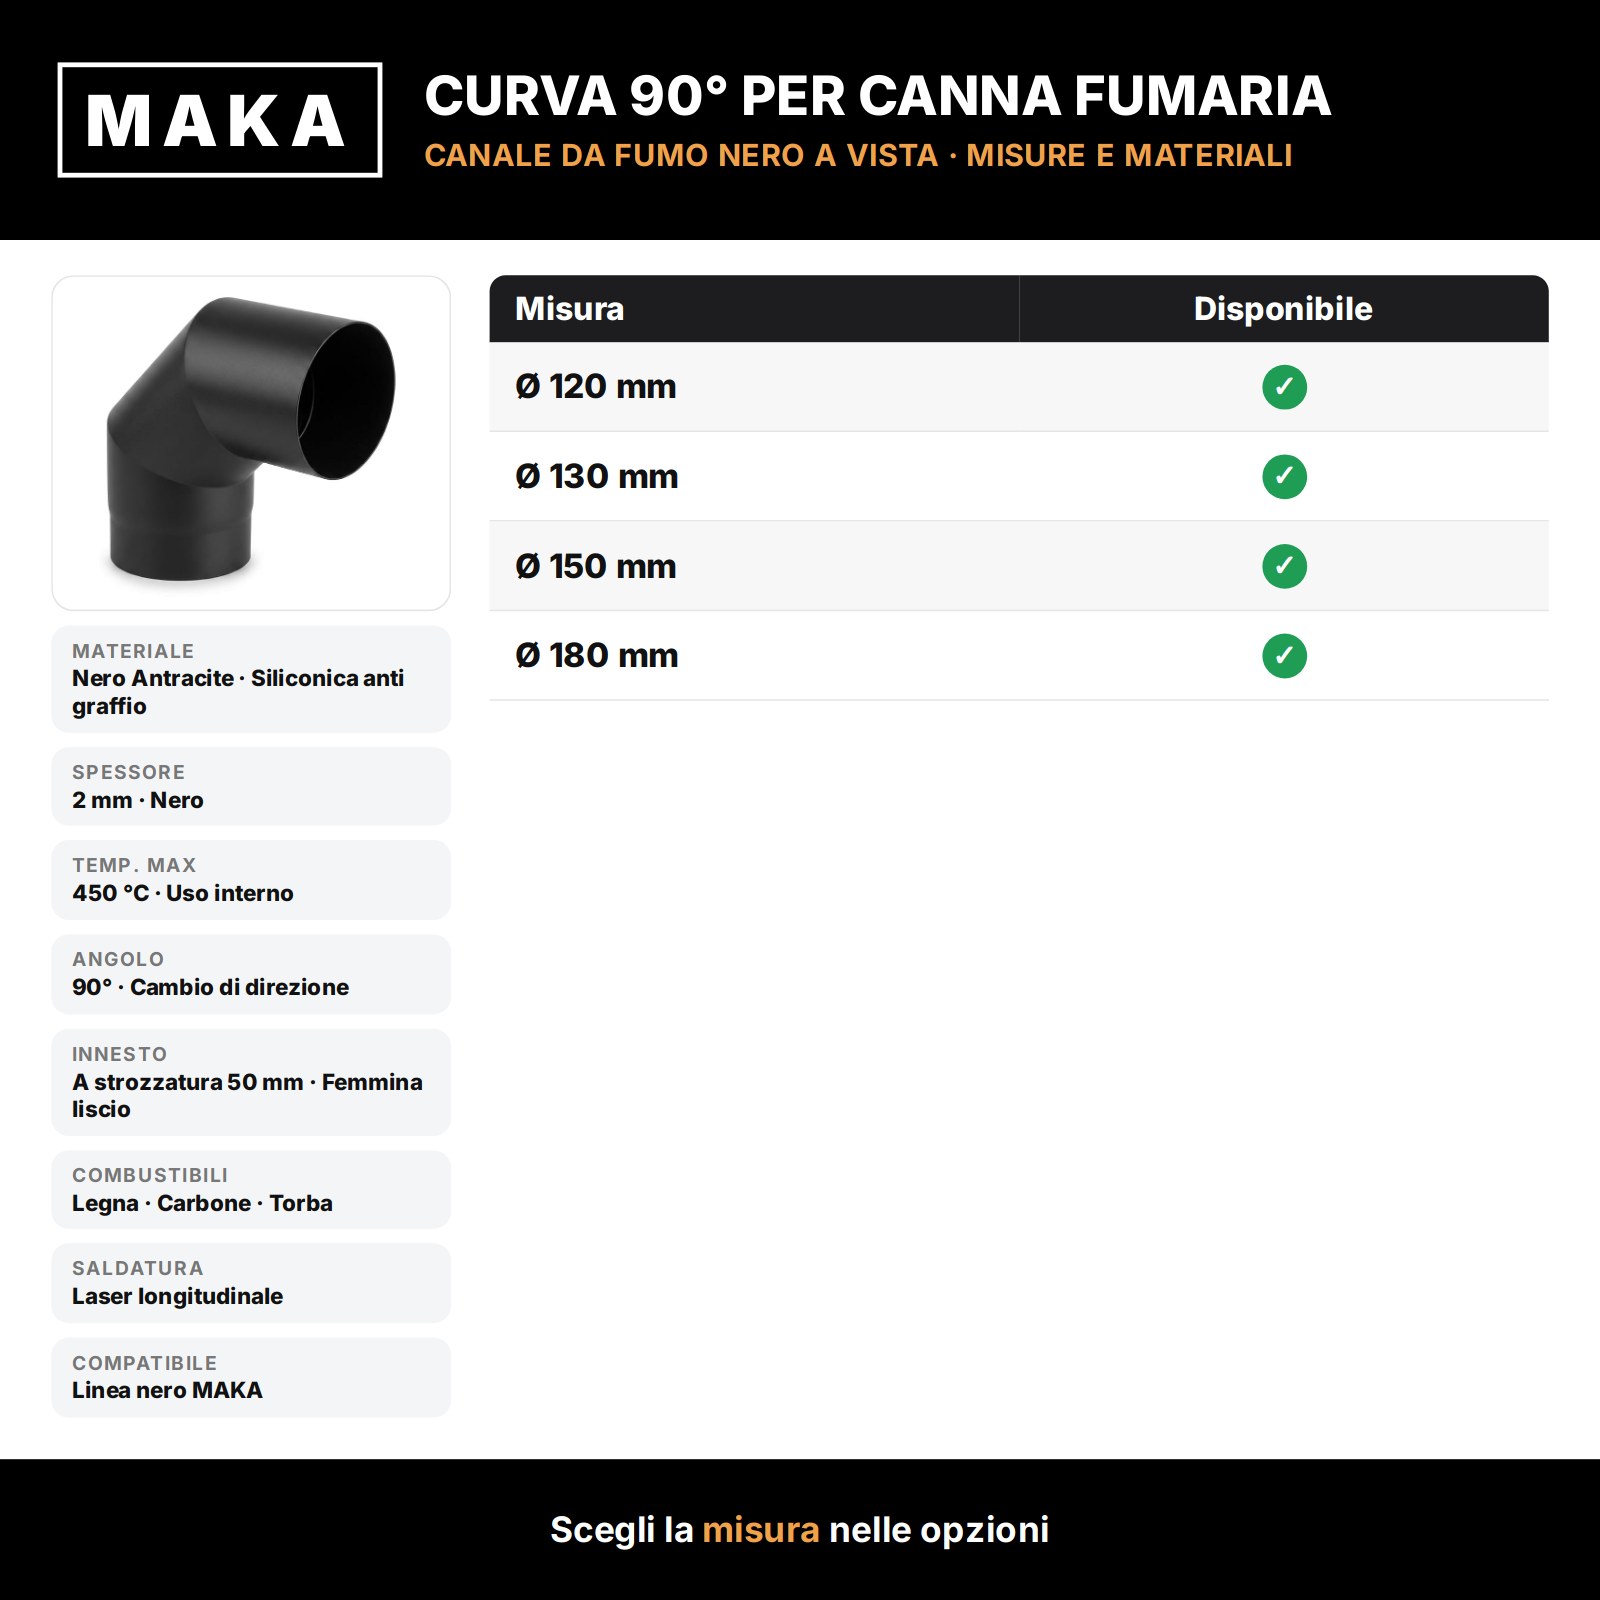 MAKA
CURVA 90° PER CANNA FUMARIA
CANALE DA FUMO NERO A VISTA · MISURE E MATERIALI
Misura Disponibile
Ø 120 mm ✓
Ø 130 mm ✓
Ø 150 mm ✓
Ø 180 mm ✓
MATERIALE
Nero Antracite · Siliconica anti
graffio
SPESSORE
2 mm · Nero
TEMP. MAX
450 °C · Uso interno
ANGOLO
90° · Cambio di direzione
INNESTO
A strozzatura 50 mm · Femmina
liscio
COMBUSTIBILI
Legna · Carbone · Torba
SALDATURA
Laser longitudinale
COMPATIBILE
Linea nero MAKA
Scegli la misura nelle opzioni